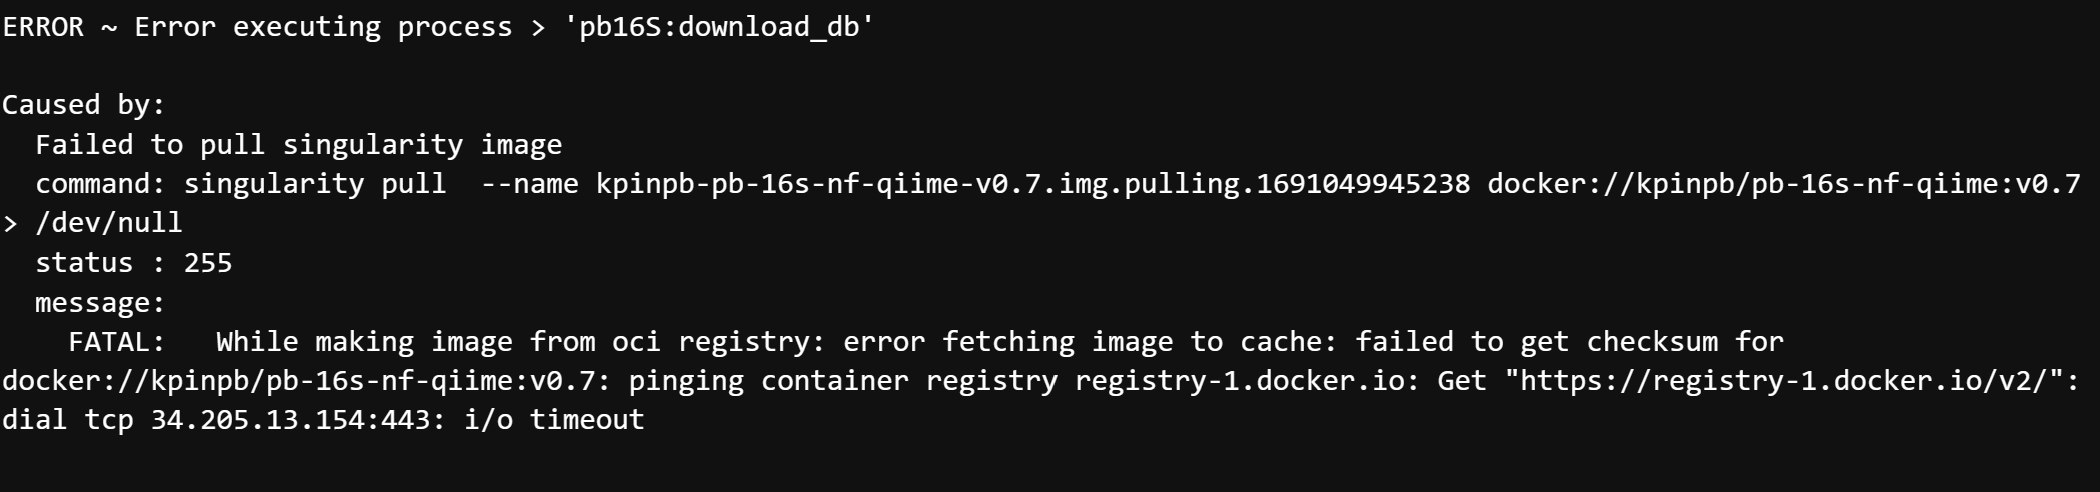 ERROR ~ Error executing process > 'pb16S:download_db'
Caused by:
Failed to pull singularity image
command: singularity pull  --name kpinpb-pb-16s-nf-qiime-v0.7.img.pulling.1691049945238 docker://kpinpb/pb-16s-nf-qiime:v0.7
> /dev/null
status : 255
message:
FATAL:   While making image from oci registry: error fetching image to cache: failed to get checksum for
docker://kpinpb/pb-16s-nf-qiime:v0.7: pinging container registry registry-1.docker.io: Get "https://registry-1.docker.io/v2/":
dial tcp 34.205.13.154:443: i/o timeout